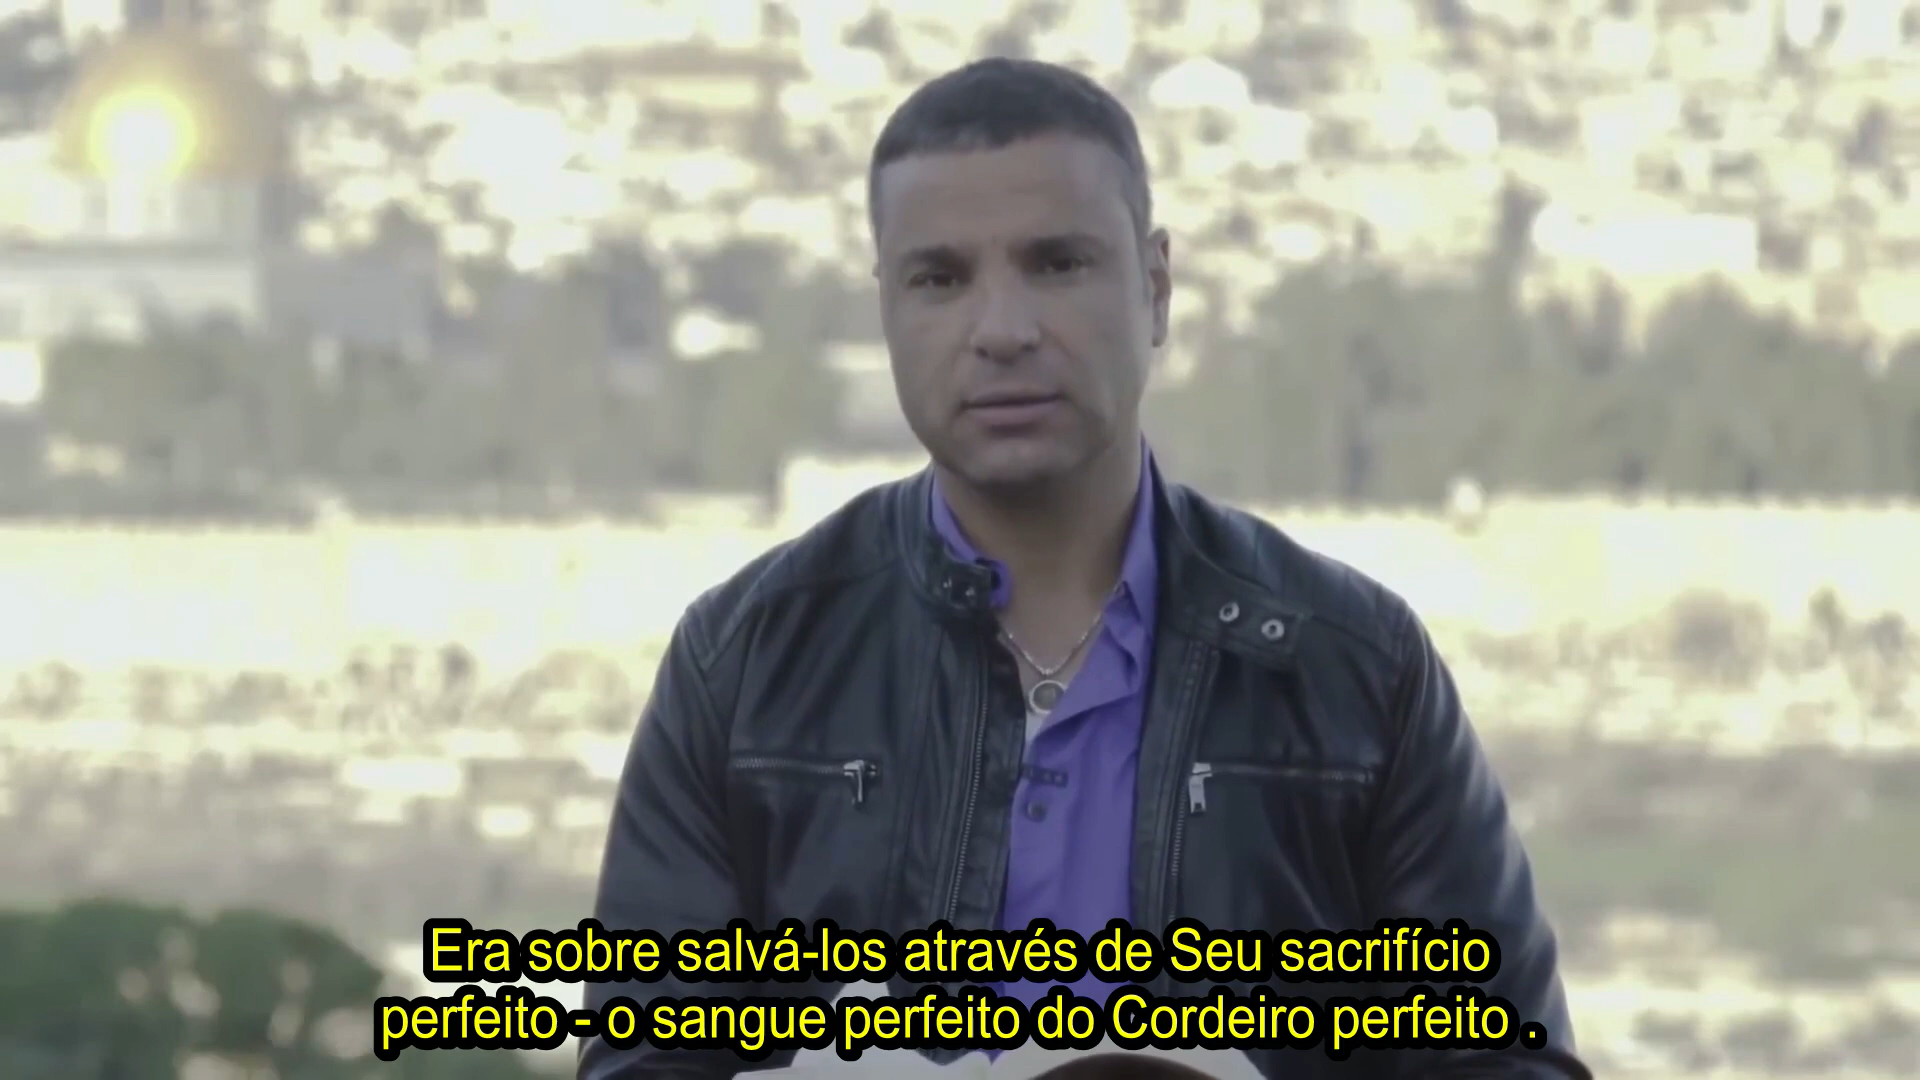 Era sobre salvá-los através de Seu sacrifício
perfeito - o sangue perfeito do Cordeiro perfeito .